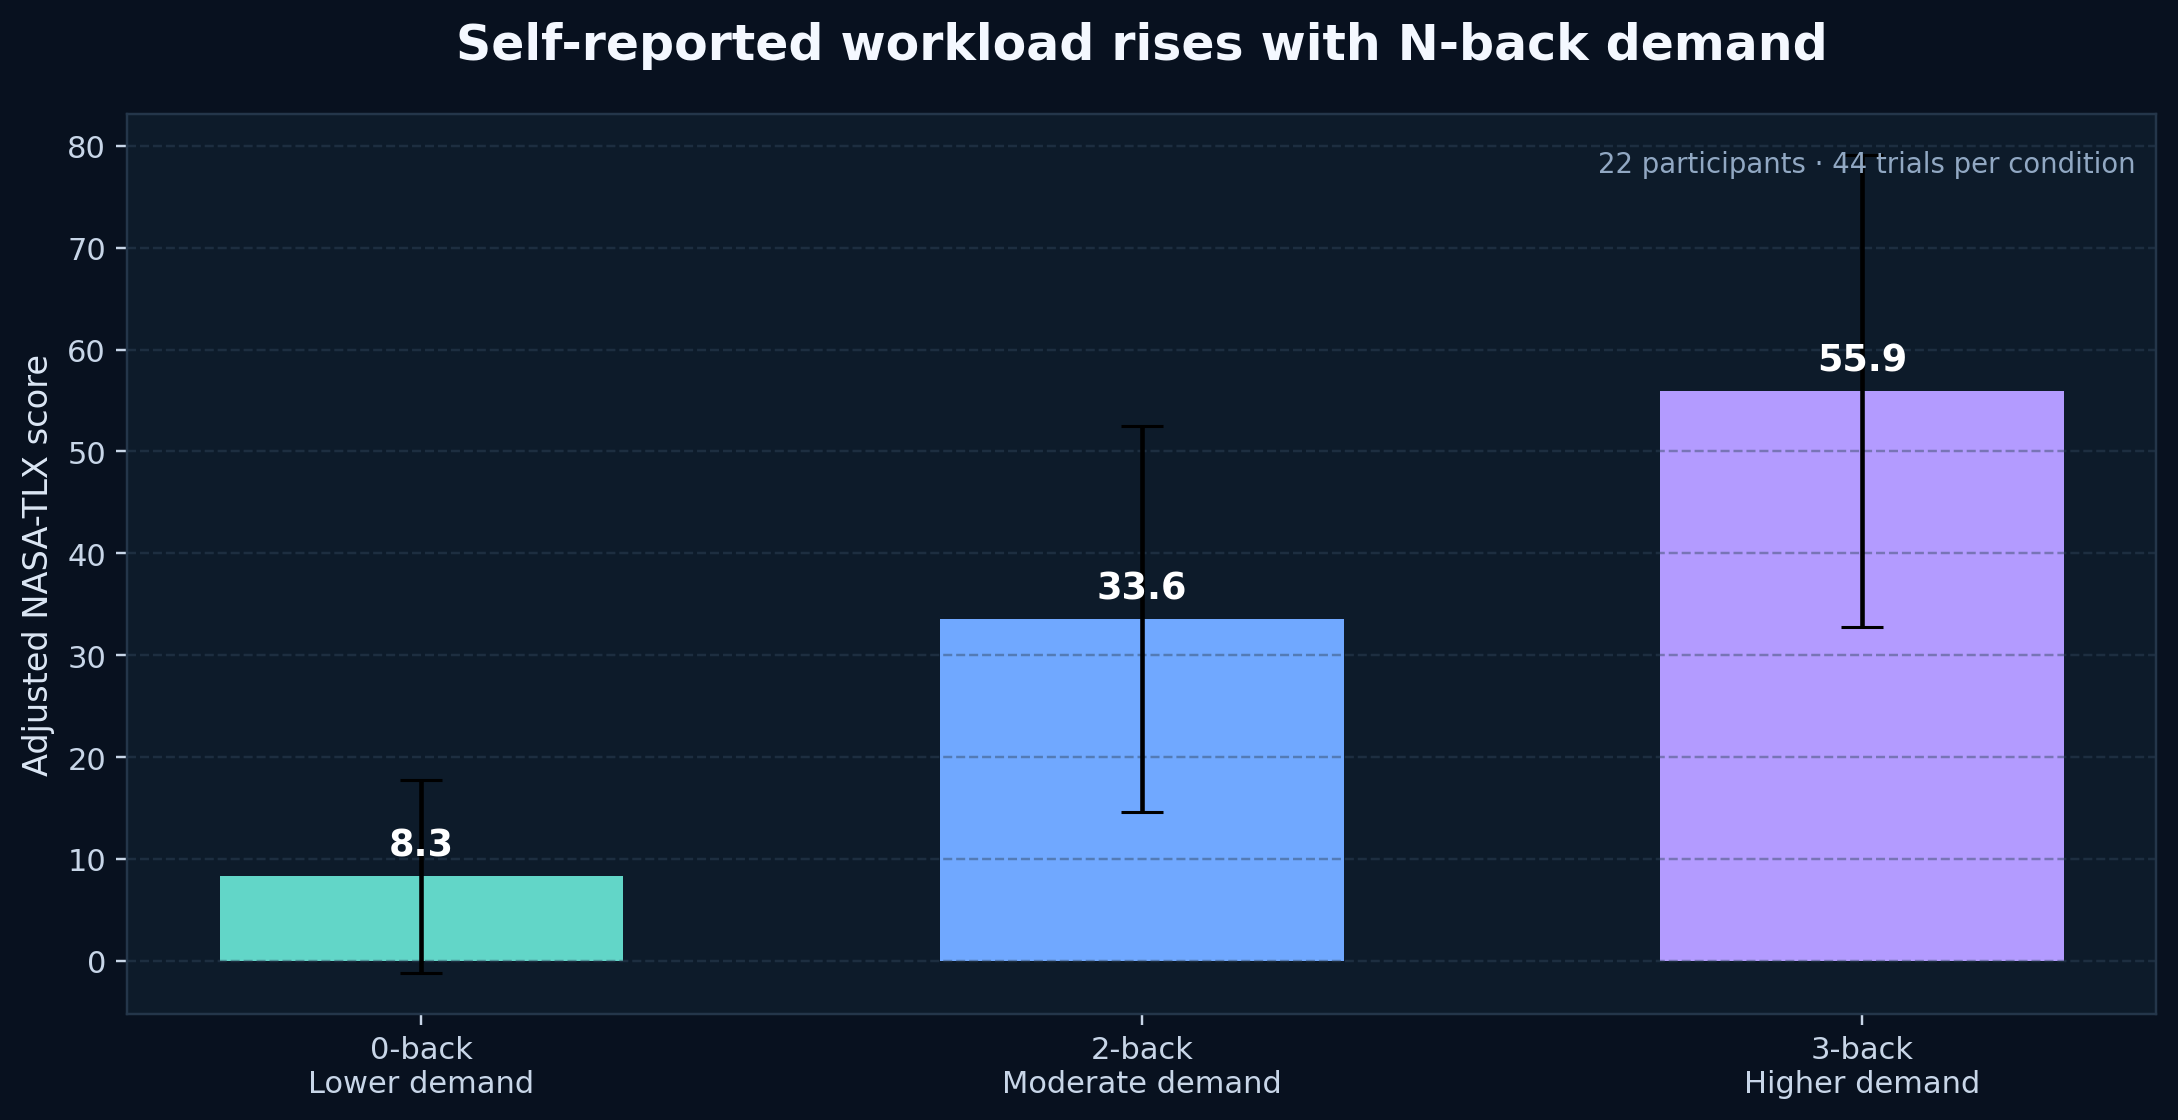 Self-reported workload rises with N-back demand
22 participants · 44 trials per condition
Adjusted NASA-TLX score
80
70
60
50
40
30
20
10
0
8.3
33.6
55.9
0-back
Lower demand
2-back
Moderate demand
3-back
Higher demand